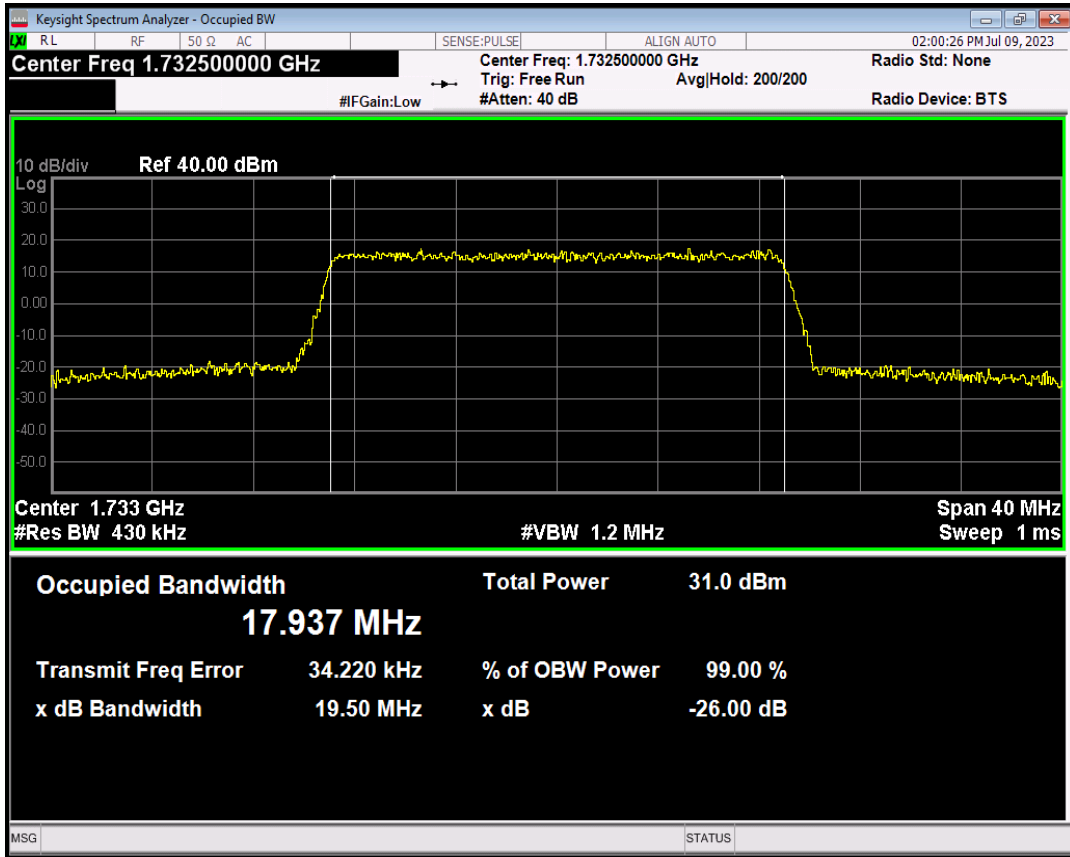 Keysight Spectrum Analyzer - Occupied BW
LXI RL RF 50 Ω AC SENSE:PULSE ALIGN AUTO 02:00:26 PM Jul 09, 2023
Center Freq 1.732500000 GHz Center Freq: 1.732500000 GHz Radio Std: None
Trig: Free Run Avg|Hold: 200/200
#IFGain:Low #Atten: 40 dB Radio Device: BTS
10 dB/div Ref 40.00 dBm
Log
30.0
20.0
10.0
0.00
-10.0
-20.0
-30.0
-40.0
-50.0
Center 1.733 GHz Span 40 MHz
#Res BW 430 kHz #VBW 1.2 MHz Sweep 1 ms
Occupied Bandwidth Total Power 31.0 dBm
17.937 MHz
Transmit Freq Error 34.220 kHz % of OBW Power 99.00 %
x dB Bandwidth 19.50 MHz x dB -26.00 dB
MSG STATUS